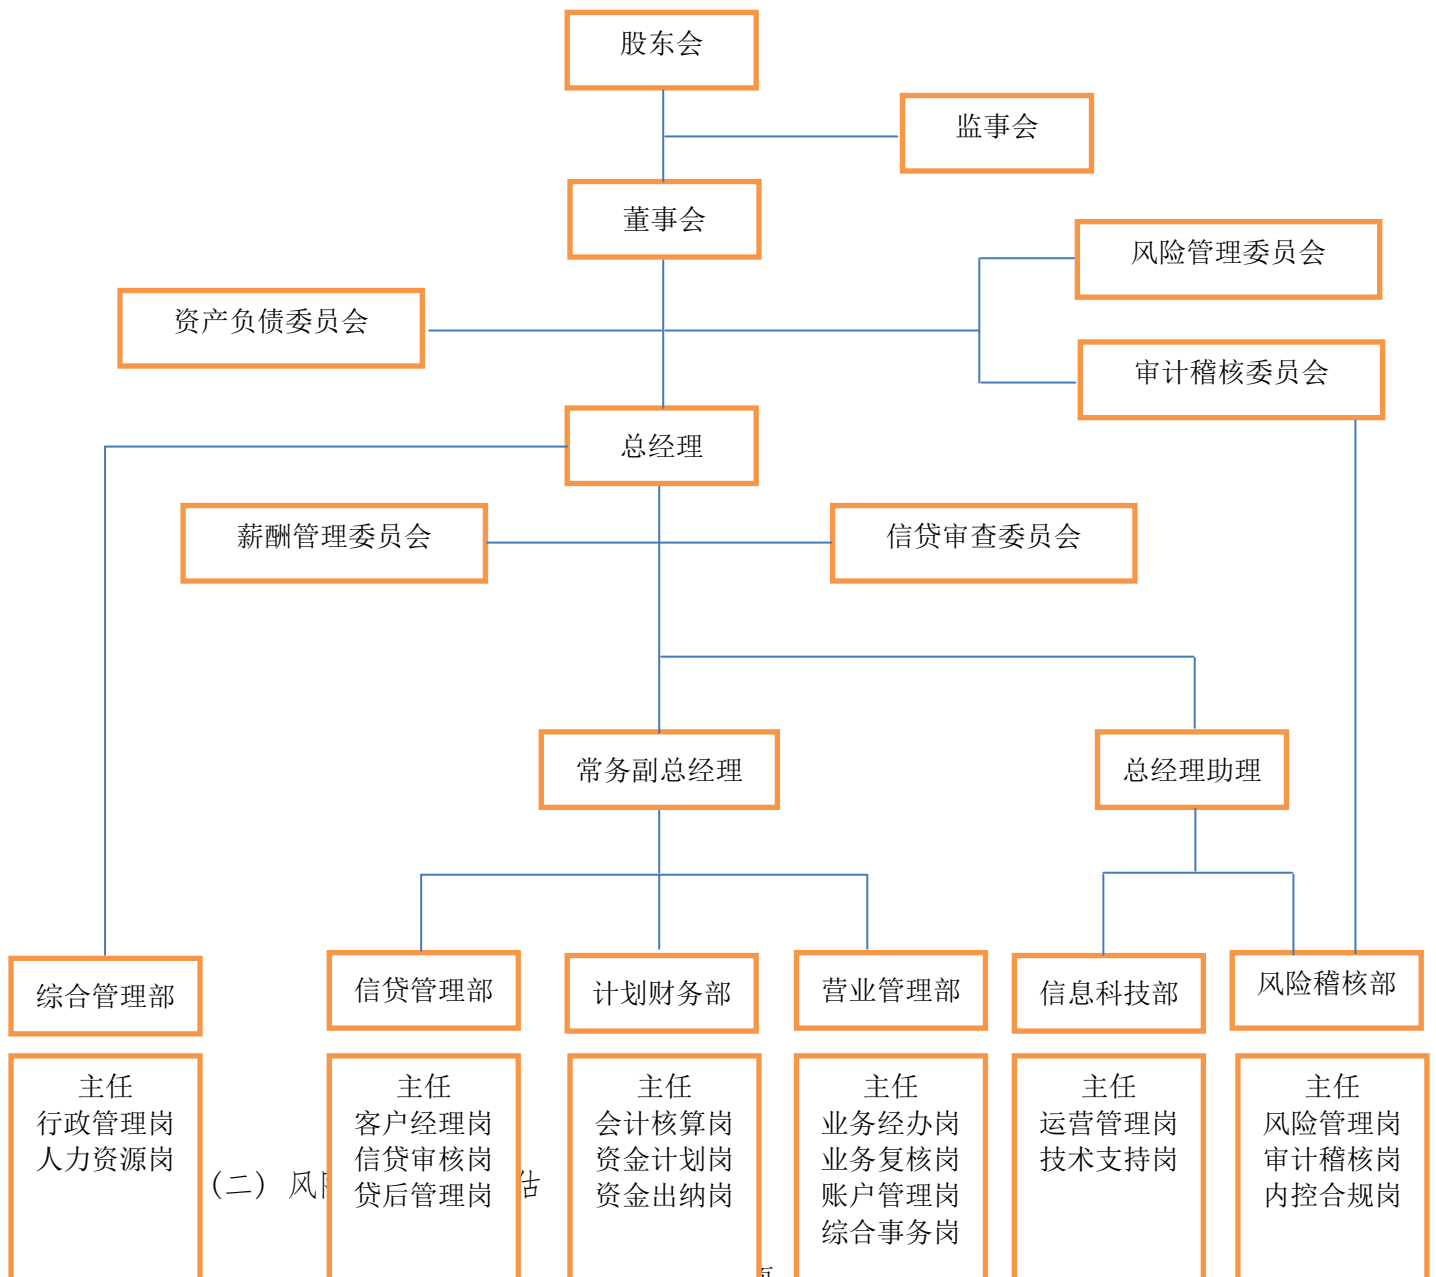 股东会
监事会
董事会
风险管理委员会
资产负债委员会
审计稽核委员会
总经理
薪酬管理委员会
信贷审查委员会
常务副总经理
总经理助理
综合管理部
信贷管理部
计划财务部
营业管理部
信息科技部
风险稽核部
主任
行政管理岗
人力资源岗
主任
客户经理岗
信贷审核岗
贷后管理岗
主任
会计核算岗
资金计划岗
资金出纳岗
主任
业务经办岗
业务复核岗
账户管理岗
综合事务岗
主任
运营管理岗
技术支持岗
主任
风险管理岗
审计稽核岗
内控合规岗
（二）风 估